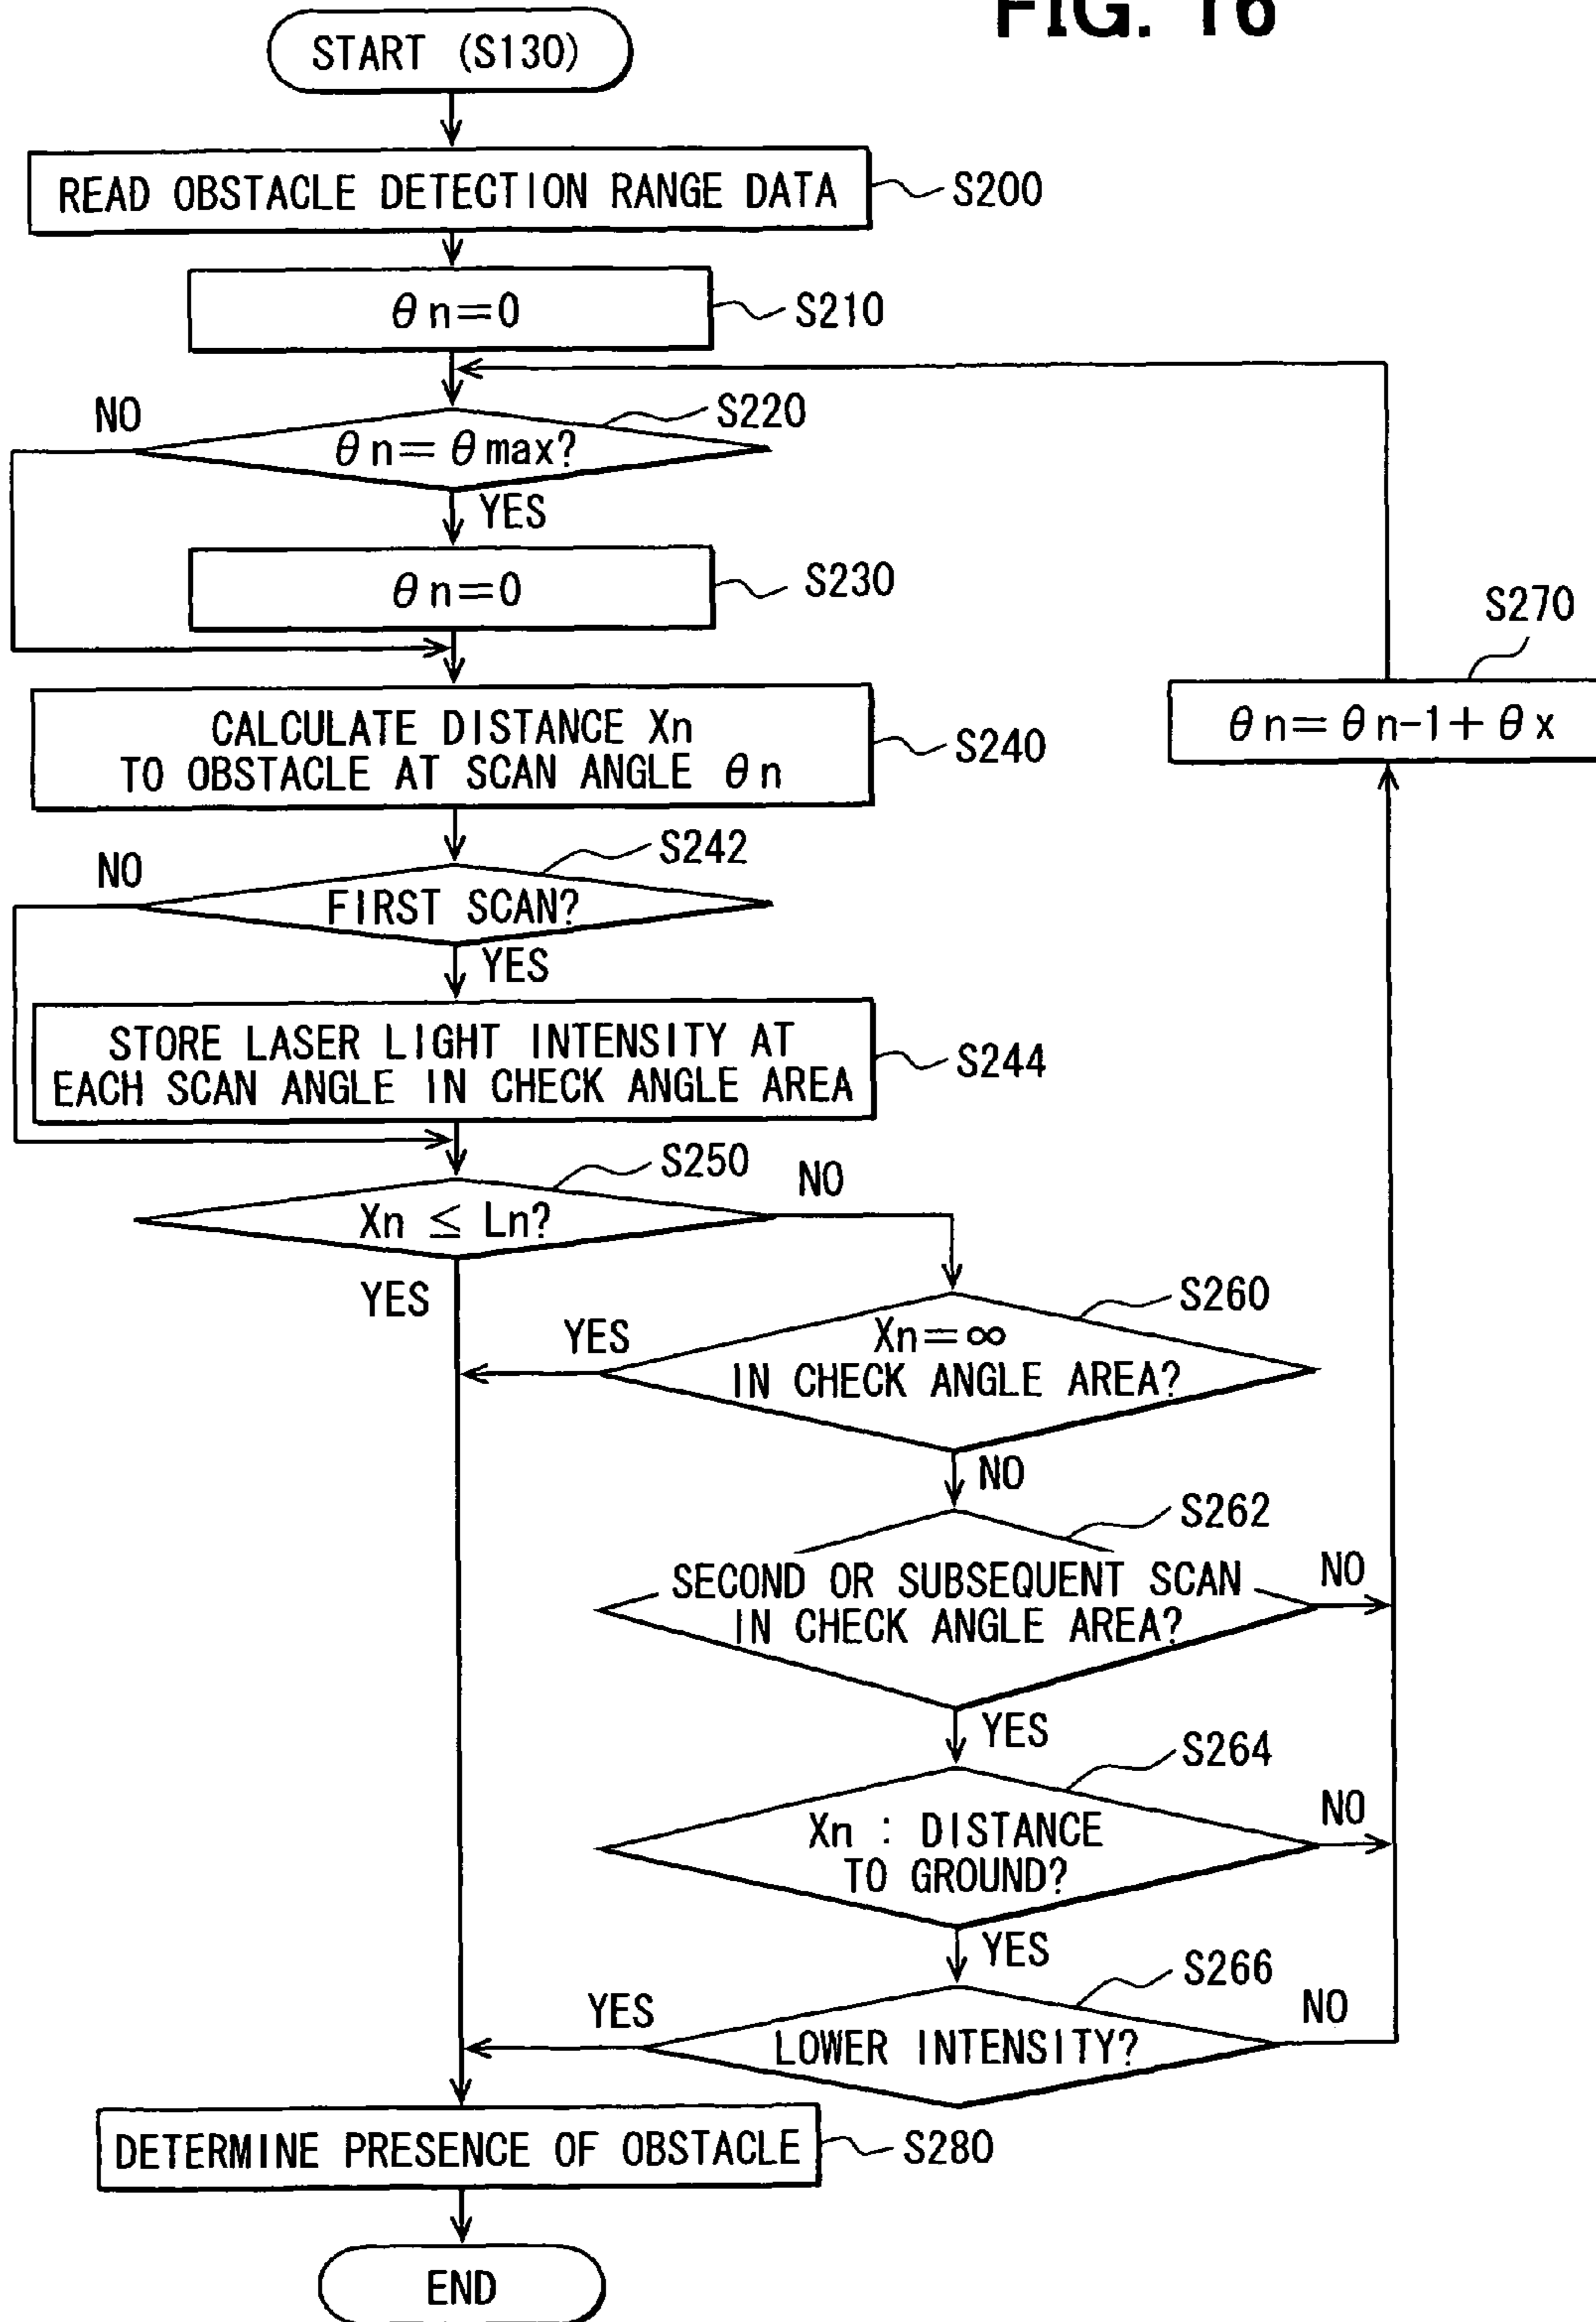 FIG. 16
START (S130)
READ OBSTACLE DETECTION RANGE DATA
S200
θn=0
S210
NO
S220
θn=θmax?
YES
θn=0
S230
S270
θn=θn-1+θx
CALCULATE DISTANCE Xn
TO OBSTACLE AT SCAN ANGLE θn
S240
NO
S242
FIRST SCAN?
YES
STORE LASER LIGHT INTENSITY AT
EACH SCAN ANGLE IN CHECK ANGLE AREA
S244
S250
NO
Xn ≤ Ln?
YES
S260
YES
Xn=∞
IN CHECK ANGLE AREA?
NO
S262
SECOND OR SUBSEQUENT SCAN
IN CHECK ANGLE AREA?
NO
YES
S264
NO
Xn : DISTANCE
TO GROUND?
YES
S266
YES
NO
LOWER INTENSITY?
DETERMINE PRESENCE OF OBSTACLE
S280
END